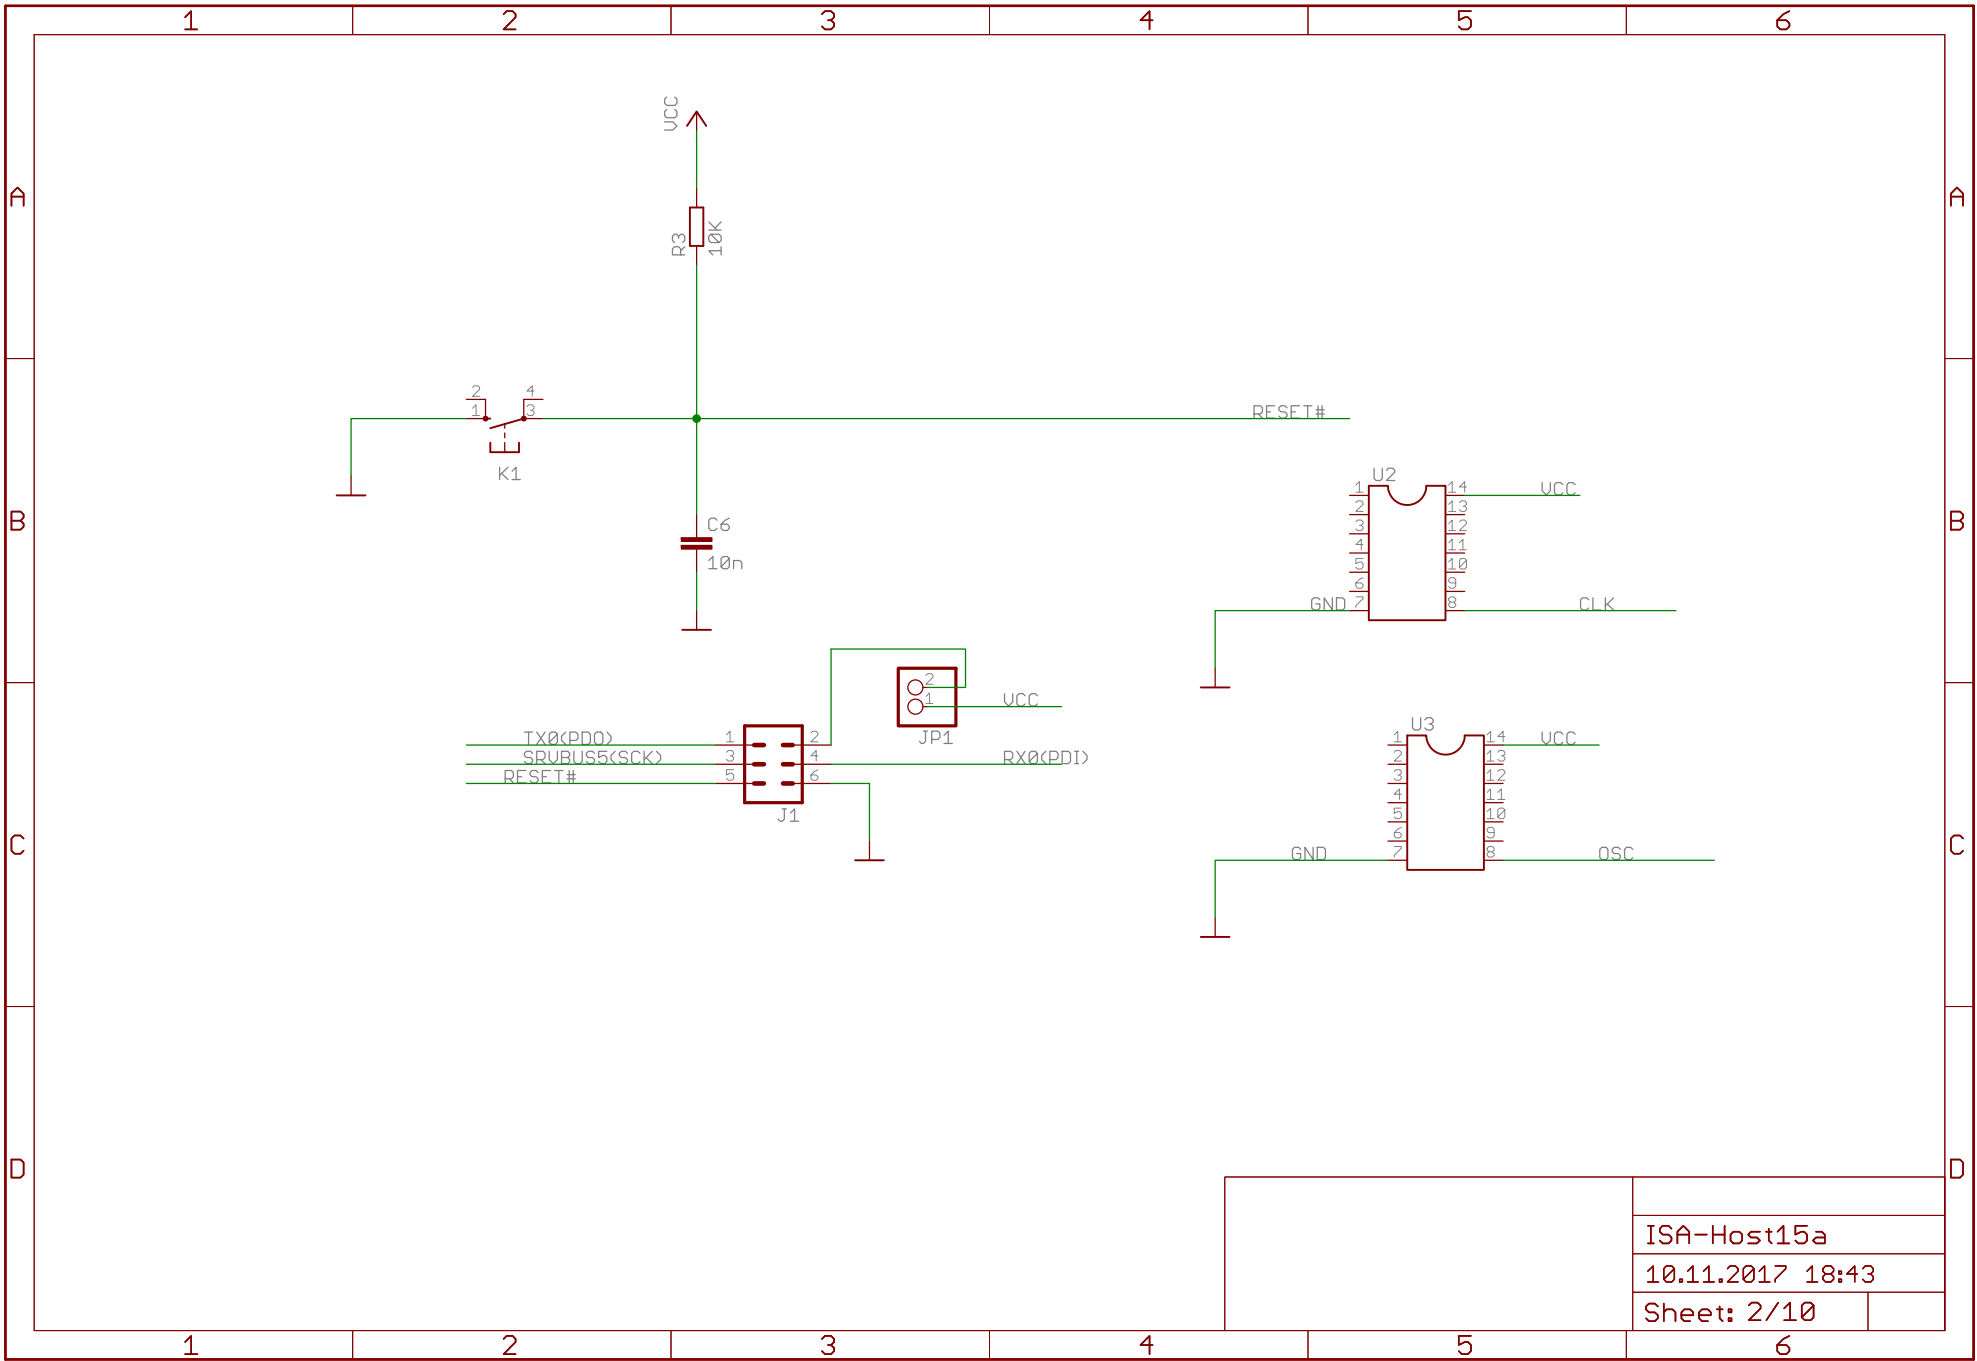 1 2 3 4 5 6
A A
VCC
R3
10K
2 4
1 3
K1
RESET#
B B
C6
10n
U2
1 14 VCC
2 13
3 12
4 11
5 10
6 9
GND 7 8 CLK
2
1 VCC
JP1
TX0(PDO) 1 2
SRVBUS5(SCK) 3 4 RX0(PDI)
RESET# 5 6
J1
U3
1 14 VCC
2 13
3 12
4 11
5 10
6 9
GND 7 8 OSC
C C
D D
ISA-Host15a
10.11.2017 18:43
Sheet: 2/10
1 2 3 4 5 6